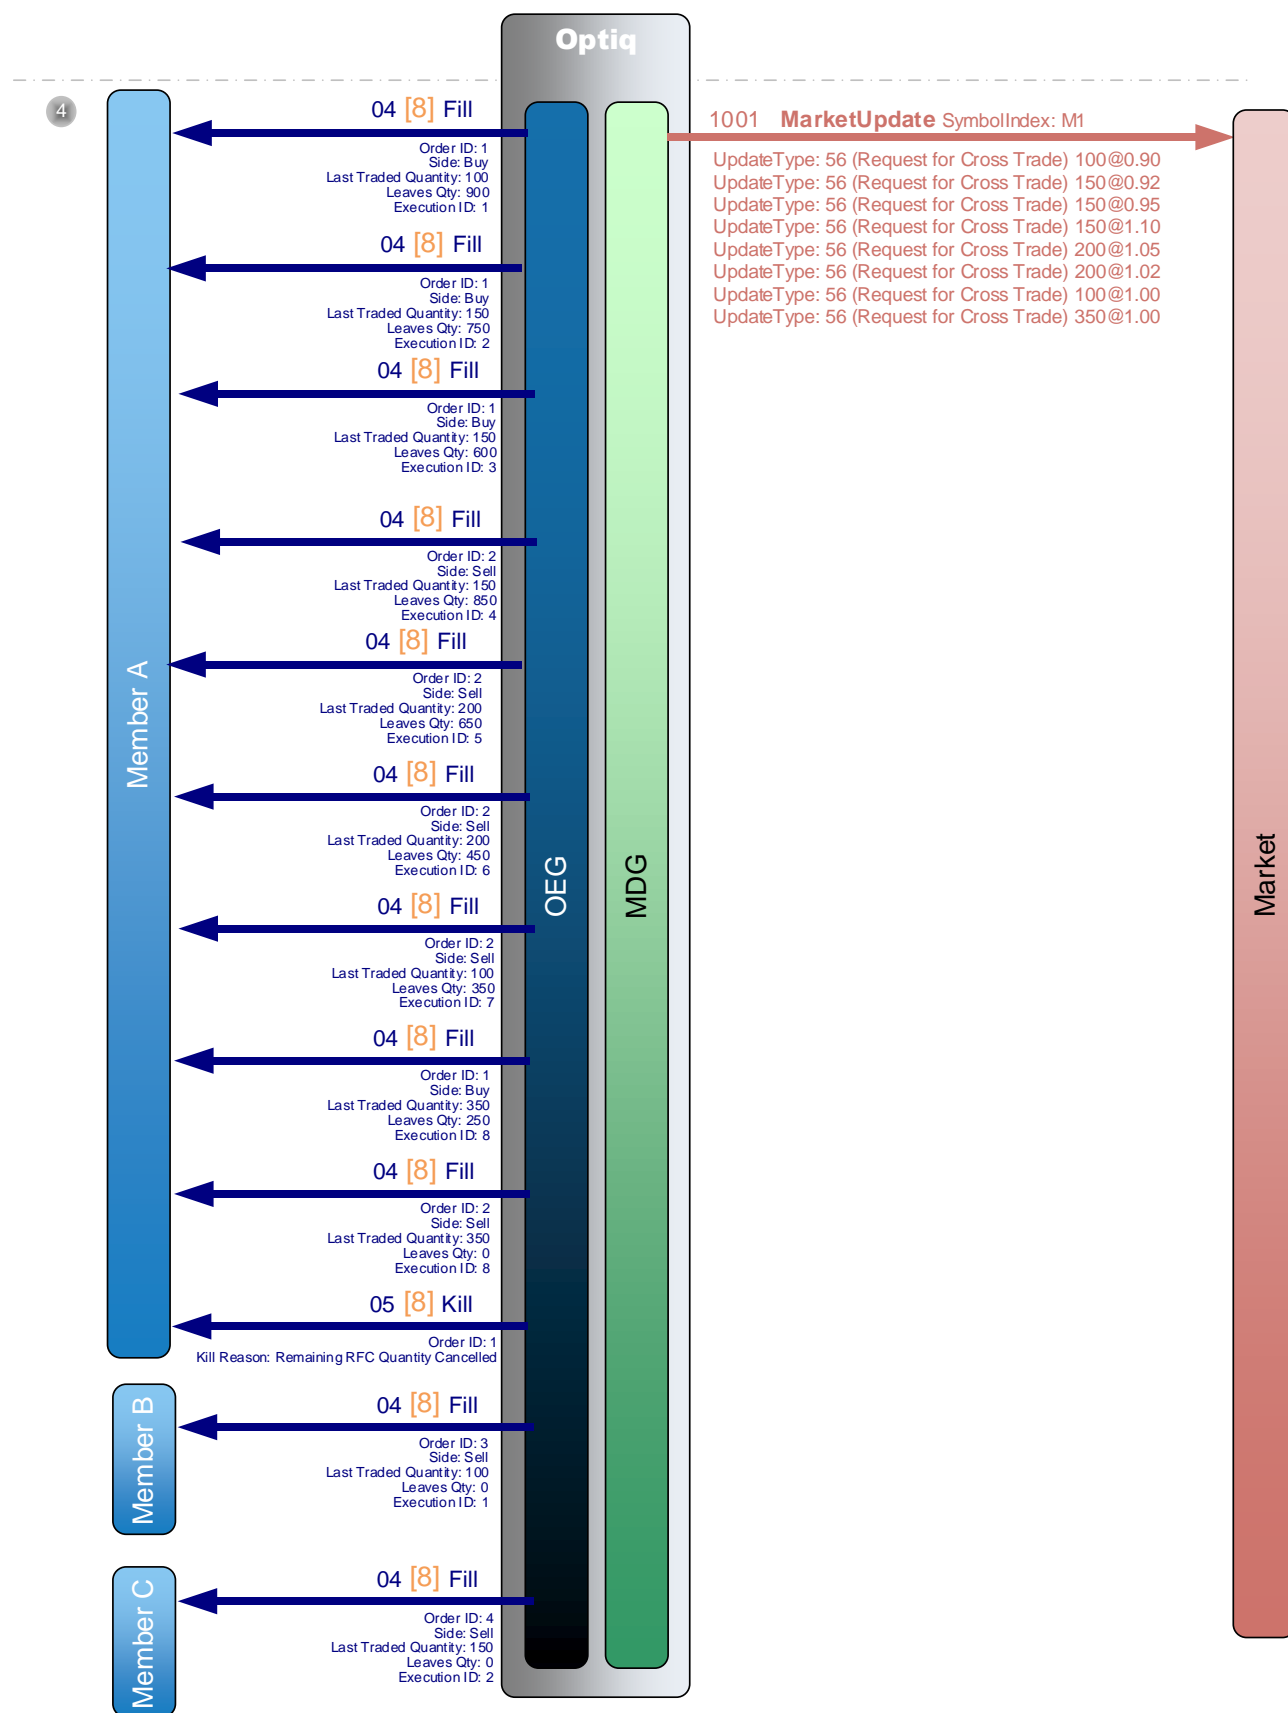 Optiq
4
04 [8] Fill
Order ID: 1
Side: Buy
Last Traded Quantity: 100
Leaves Qty: 900
Execution ID: 1
04 [8] Fill
Order ID: 1
Side: Buy
Last Traded Quantity: 150
Leaves Qty: 750
Execution ID: 2
04 [8] Fill
Order ID: 1
Side: Buy
Last Traded Quantity: 150
Leaves Qty: 600
Execution ID: 3
04 [8] Fill
Order ID: 2
Side: Sell
Last Traded Quantity: 150
Leaves Qty: 850
Execution ID: 4
04 [8] Fill
Order ID: 2
Side: Sell
Last Traded Quantity: 200
Leaves Qty: 650
Execution ID: 5
04 [8] Fill
Order ID: 2
Side: Sell
Last Traded Quantity: 200
Leaves Qty: 450
Execution ID: 6
04 [8] Fill
Order ID: 2
Side: Sell
Last Traded Quantity: 100
Leaves Qty: 350
Execution ID: 7
04 [8] Fill
Order ID: 1
Side: Buy
Last Traded Quantity: 350
Leaves Qty: 250
Execution ID: 8
04 [8] Fill
Order ID: 2
Side: Sell
Last Traded Quantity: 350
Leaves Qty: 0
Execution ID: 8
05 [8] Kill
Order ID: 1
Kill Reason: Remaining RFC Quantity Cancelled
04 [8] Fill
Order ID: 3
Side: Sell
Last Traded Quantity: 100
Leaves Qty: 0
Execution ID: 1
04 [8] Fill
Order ID: 4
Side: Sell
Last Traded Quantity: 150
Leaves Qty: 0
Execution ID: 2
Member A
Member B
Member C
OEG
MDG
1001 MarketUpdate SymbolIndex: M1
UpdateType: 56 (Request for Cross Trade) 100@0.90
UpdateType: 56 (Request for Cross Trade) 150@0.92
UpdateType: 56 (Request for Cross Trade) 150@0.95
UpdateType: 56 (Request for Cross Trade) 150@1.10
UpdateType: 56 (Request for Cross Trade) 200@1.05
UpdateType: 56 (Request for Cross Trade) 200@1.02
UpdateType: 56 (Request for Cross Trade) 100@1.00
UpdateType: 56 (Request for Cross Trade) 350@1.00
Market